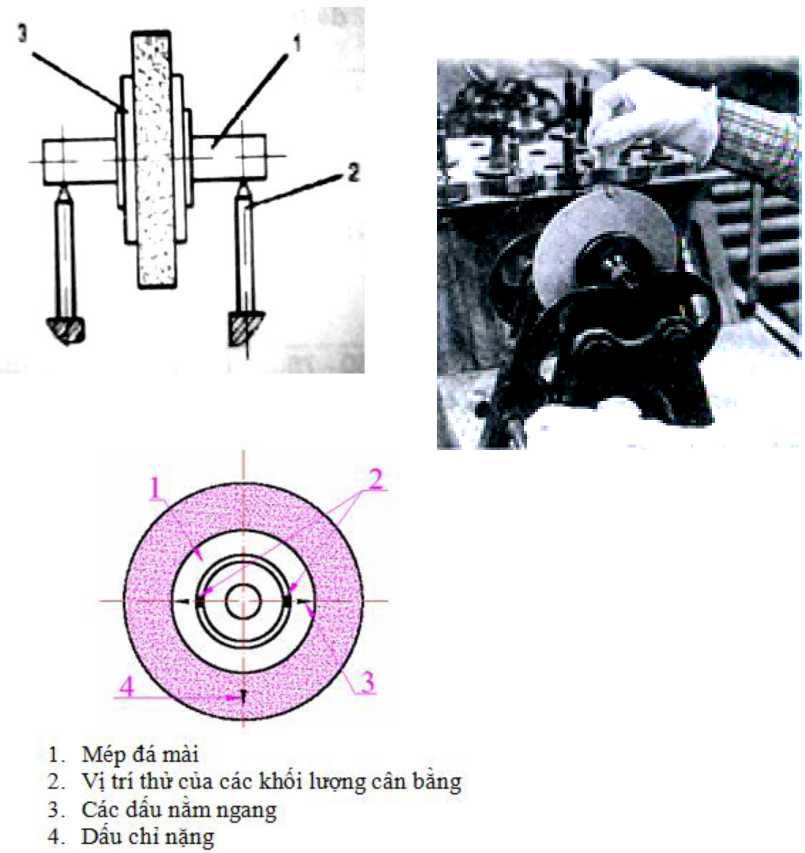 3
1
2
1
2
4
3
1. Mép đá mài
2. Vị trí thử của các khối lượng cân bằng
3. Các dấu nằm ngang
4. Dấu chỉ nặng